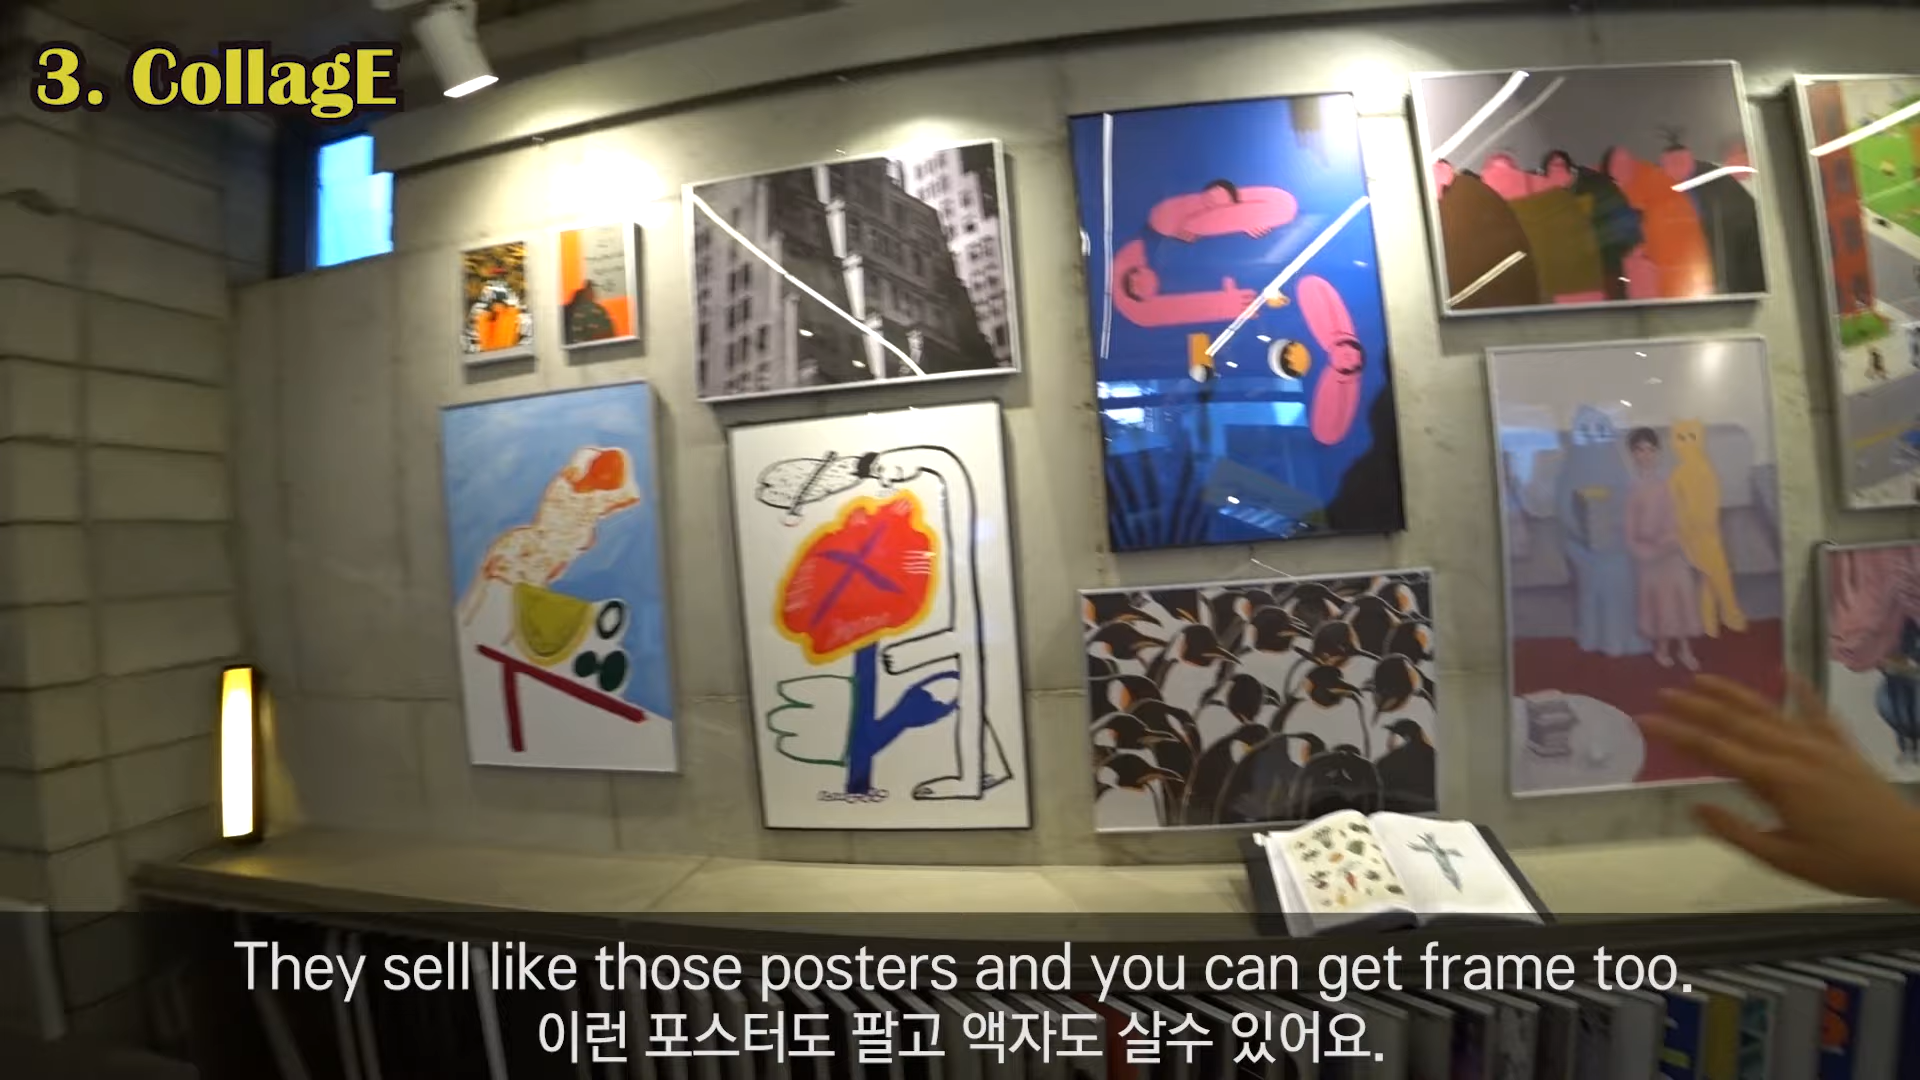 3. CollagE
They sell like those posters and you can get frame too.
이런 포스터도 팔고 액자도 살수 있어요.